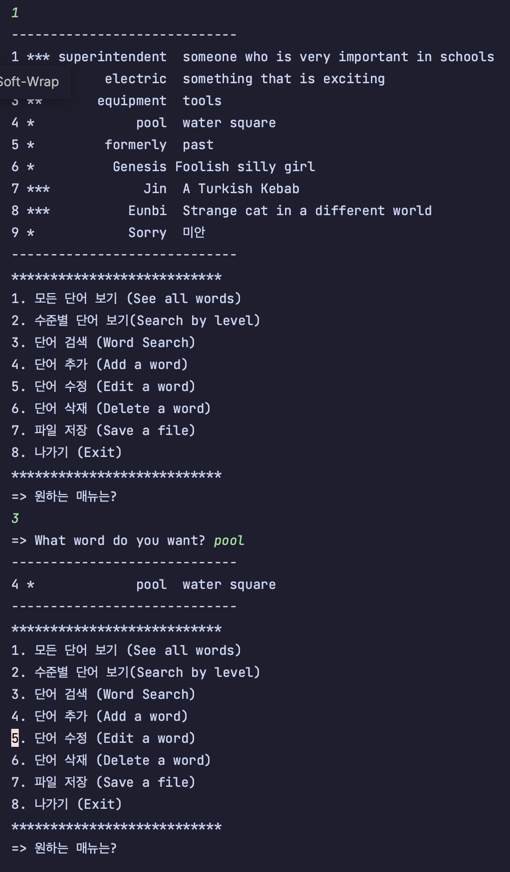 1
-----------------------------
1 *** superintendent  someone who is very important in schools
Soft-Wrap electric  something that is exciting
3 **       equipment  tools
4 *             pool  water square
5 *         formerly  past
6 *          Genesis Foolish silly girl
7 ***            Jin  A Turkish Kebab
8 ***          Eunbi  Strange cat in a different world
9 *            Sorry  미안
-----------------------------
***************************
1. 모든 단어 보기 (See all words)
2. 수준별 단어 보기(Search by level)
3. 단어 검색 (Word Search)
4. 단어 추가 (Add a word)
5. 단어 수정 (Edit a word)
6. 단어 삭재 (Delete a word)
7. 파일 저장 (Save a file)
8. 나가기 (Exit)
***************************
=> 원하는 매뉴는?
3
=> What word do you want? pool
-----------------------------
4 *             pool  water square
-----------------------------
***************************
1. 모든 단어 보기 (See all words)
2. 수준별 단어 보기(Search by level)
3. 단어 검색 (Word Search)
4. 단어 추가 (Add a word)
5. 단어 수정 (Edit a word)
6. 단어 삭재 (Delete a word)
7. 파일 저장 (Save a file)
8. 나가기 (Exit)
***************************
=> 원하는 매뉴는?